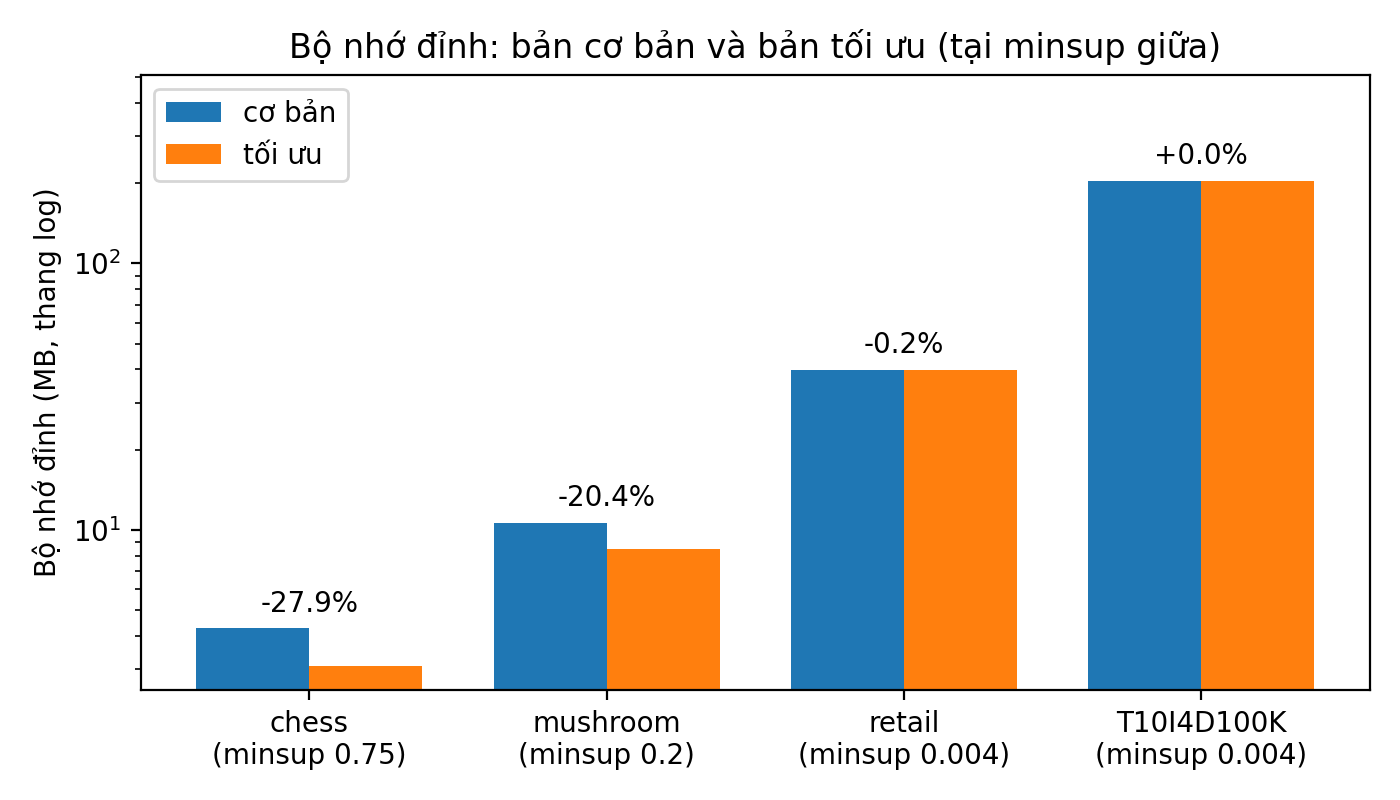 Bộ nhớ đỉnh: bản cơ bản và bản tối ưu (tại minsup giữa)
cơ bản
tối ưu
Bộ nhớ đỉnh (MB, thang log)
10²
10¹
-27.9%
-20.4%
-0.2%
+0.0%
chess
(minsup 0.75)
mushroom
(minsup 0.2)
retail
(minsup 0.004)
T10I4D100K
(minsup 0.004)